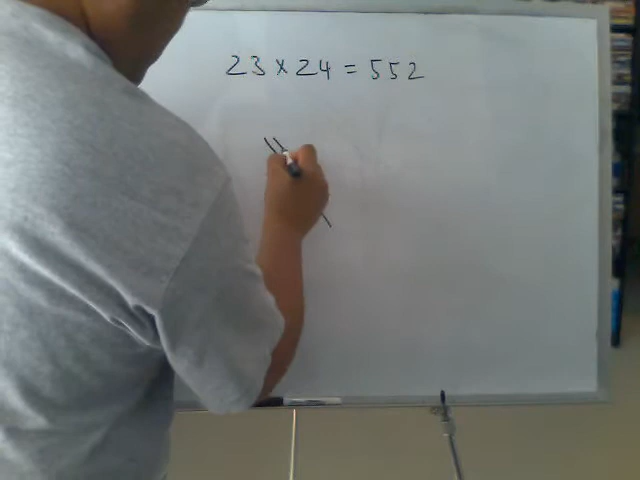 23 × 24 = 552